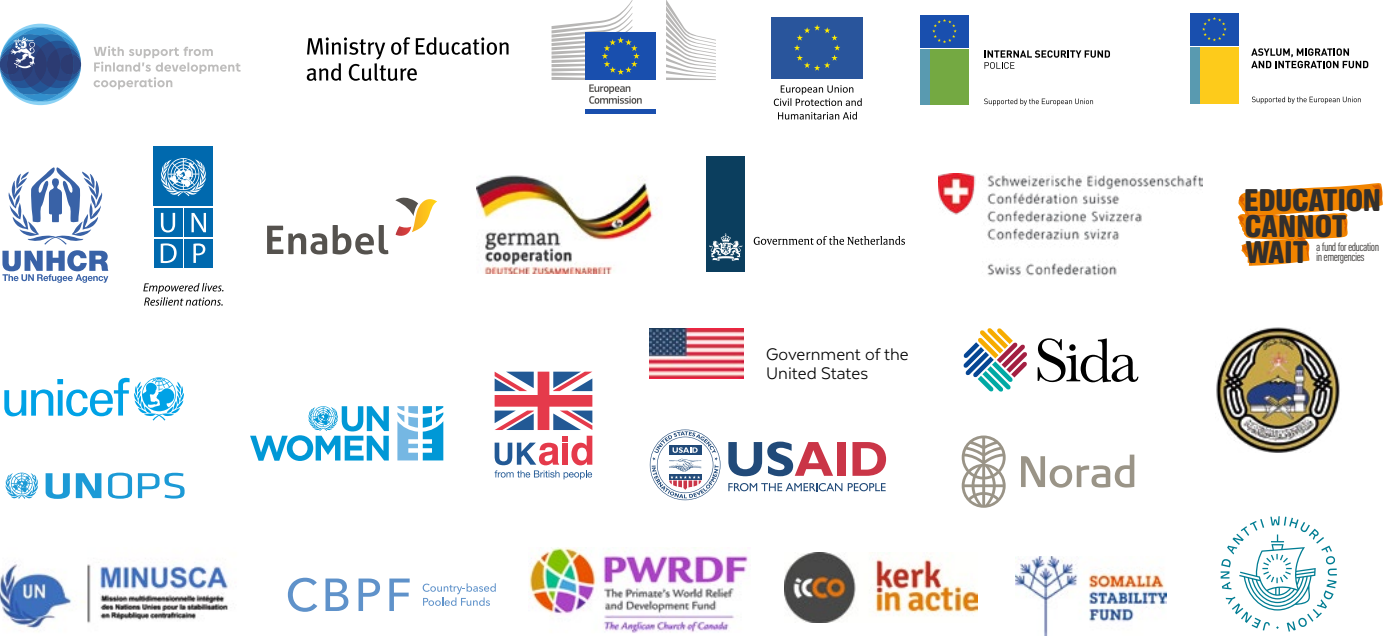 With support from
Finland's development
cooperation
Ministry of Education
and Culture
European
Commission
European Union
Civil Protection and
Humanitarian Aid
INTERNAL SECURITY FUND
POLICE
Supported by the European Union
ASYLUM, MIGRATION
AND INTEGRATION FUND
Supported by the European Union
UNHCR
The UN Refugee Agency
U N
D P
Empowered lives.
Resilient nations.
Enabel
german
cooperation
DEUTSCHE ZUSAMMENARBEIT
Government of the Netherlands
Schweizerische Eidgenossenschaft
Confédération suisse
Confederazione Svizzera
Confederaziun svizra
Swiss Confederation
EDUCATION
CANNOT
WAIT
a fund for education
in emergencies
unicef
UNOPS
UN
WOMEN
UKaid
from the British people
Government of the
United States
UNITED STATES AGENCY
INTERNATIONAL DEVELOPMENT
USAID
USAID
FROM THE AMERICAN PEOPLE
Sida
Norad
UN
MINUSCA
Mission multidimensionnelle intégrée
des Nations Unies pour la stabilisation
en République centrafricaine
CBPF
Country-based
Pooled Funds
PWRDF
The Primate's World Relief
and Development Fund
The Anglican Church of Canada
icco
kerk
in actie
SOMALIA
STABILITY
FUND
JENNY AND ANTTI WIHURI FOUNDATION